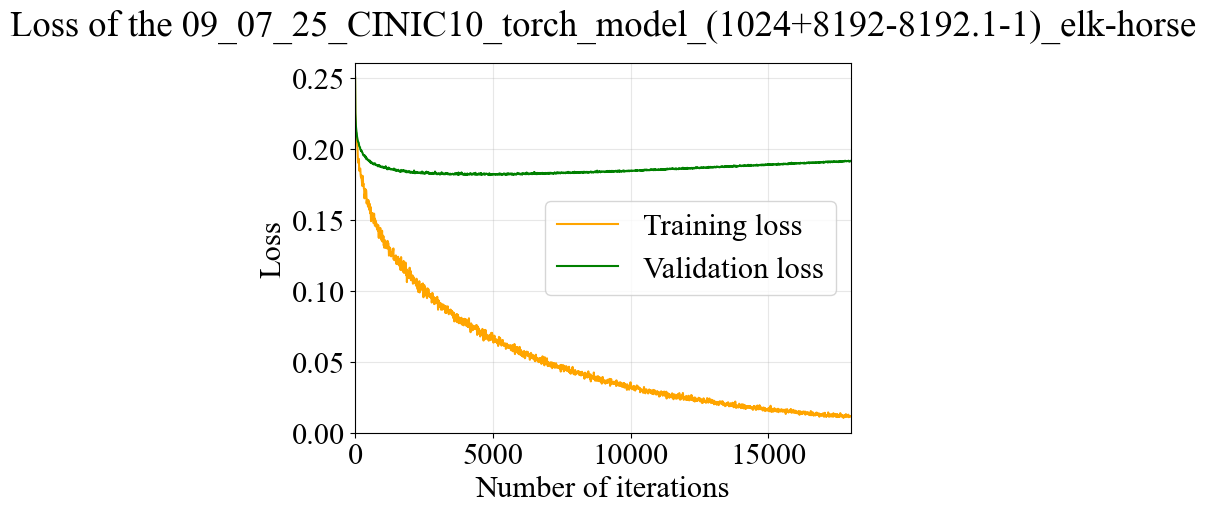 Loss of the 09_07_25_CINIC10_torch_model_(1024+8192-8192.1-1)_elk-horse
0.25
0.20
0.15
0.10
0.05
0.00
Loss
Training loss
Validation loss
0 5000 10000 15000
Number of iterations